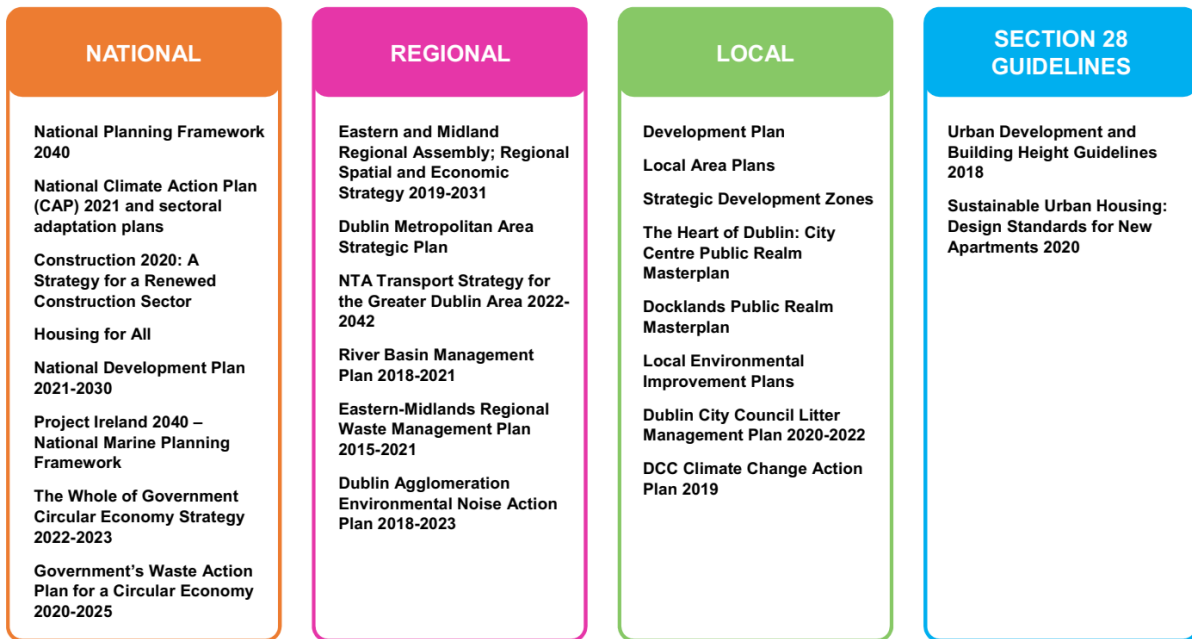 NATIONAL
National Planning Framework
2040
National Climate Action Plan
(CAP) 2021 and sectoral
adaptation plans
Construction 2020: A
Strategy for a Renewed
Construction Sector
Housing for All
National Development Plan
2021-2030
Project Ireland 2040 –
National Marine Planning
Framework
The Whole of Government
Circular Economy Strategy
2022-2023
Government’s Waste Action
Plan for a Circular Economy
2020-2025
REGIONAL
Eastern and Midland
Regional Assembly; Regional
Spatial and Economic
Strategy 2019-2031
Dublin Metropolitan Area
Strategic Plan
NTA Transport Strategy for
the Greater Dublin Area 2022-
2042
River Basin Management
Plan 2018-2021
Eastern-Midlands Regional
Waste Management Plan
2015-2021
Dublin Agglomeration
Environmental Noise Action
Plan 2018-2023
LOCAL
Development Plan
Local Area Plans
Strategic Development Zones
The Heart of Dublin: City
Centre Public Realm
Masterplan
Docklands Public Realm
Masterplan
Local Environmental
Improvement Plans
Dublin City Council Litter
Management Plan 2020-2022
DCC Climate Change Action
Plan 2019
SECTION 28
GUIDELINES
Urban Development and
Building Height Guidelines
2018
Sustainable Urban Housing:
Design Standards for New
Apartments 2020